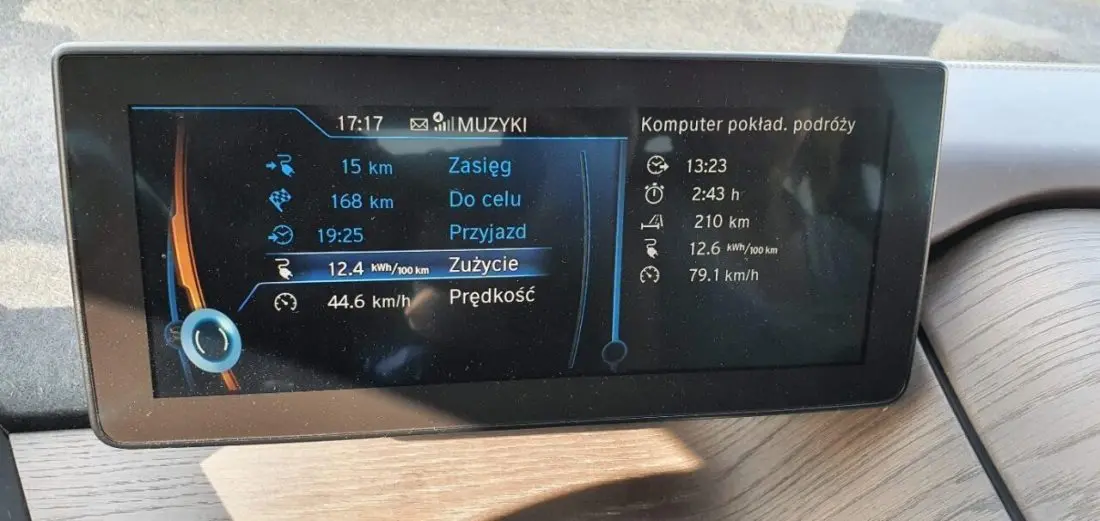 17:17 MUZYKI
15 km Zasięg
168 km Do celu
19:25 Przyjazd
12.4 kWh/100 km Zużycie
44.6 km/h Prędkość
Komputer pokład. podróży
13:23
2:43 h
210 km
12.6 kWh/100 km
79.1 km/h